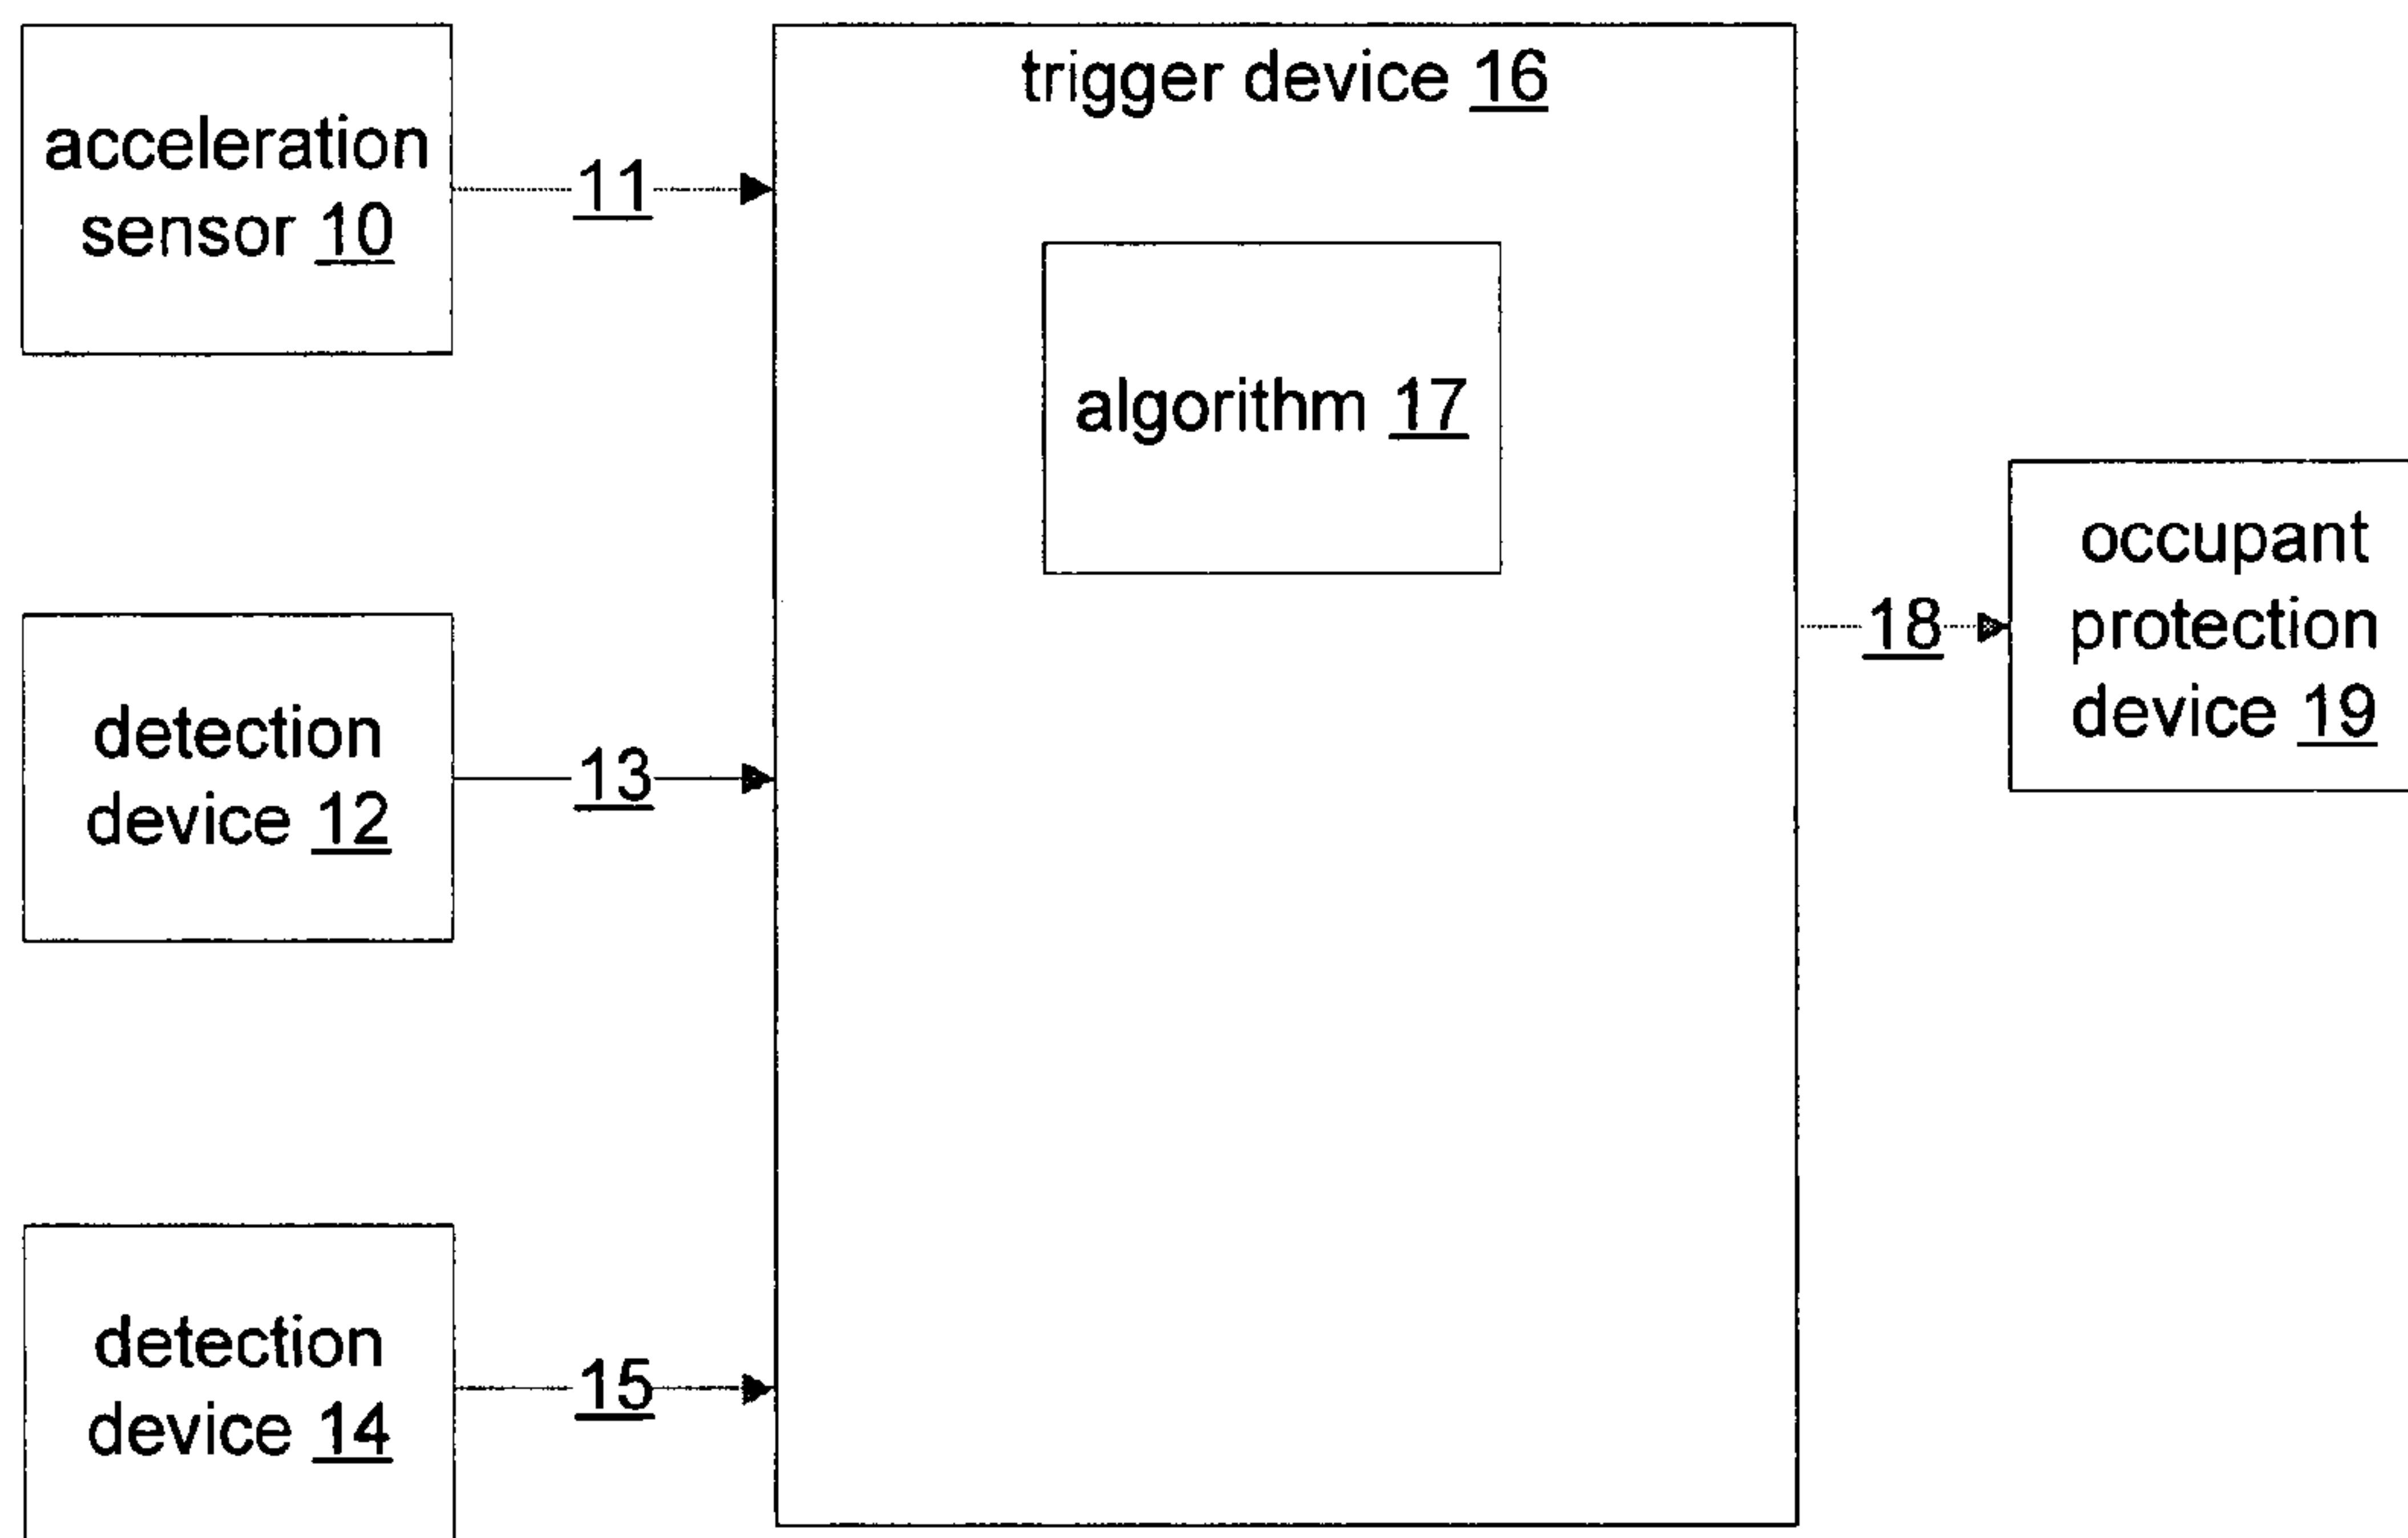 trigger device 16
acceleration
sensor 10
11
algorithm 17
detection
device 12
13
18
occupant
protection
device 19
detection
device 14
15